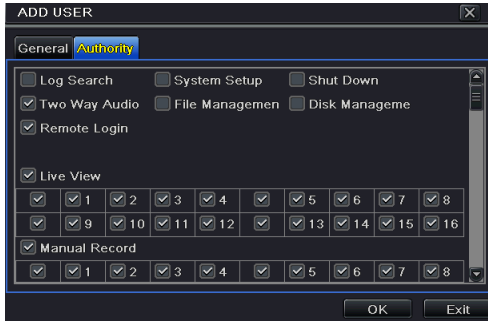 ADD USER
General Authority
Log Search System Setup Shut Down
Two Way Audio File Managemen Disk Manageme
Remote Login
Live View
1 2 3 4 5 6 7 8
9 10 11 12 13 14 15 16
Manual Record
1 2 3 4 5 6 7 8
OK Exit